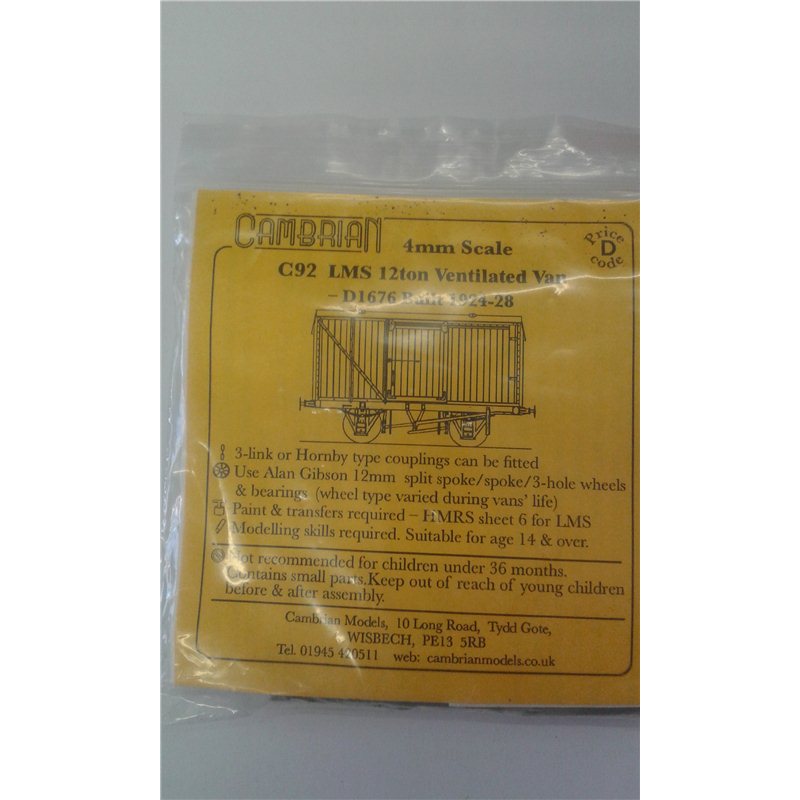 CAMBRIAN
4mm Scale
Price D code
C92 LMS 12ton Ventilated Van
– D1676 Built 1924-28
3-link or Hornby type couplings can be fitted
Use Alan Gibson 12mm split spoke/spoke/3-hole wheels
& bearings (wheel type varied during vans' life)
Paint & transfers required – HMRS sheet 6 for LMS
Modelling skills required. Suitable for age 14 & over.
Not recommended for children under 36 months.
Contains small parts.Keep out of reach of young children
before & after assembly.
Cambrian Models, 10 Long Road, Tydd Gote,
WISBECH, PE13 5RB
Tel. 01945 420511 web: cambrianmodels.co.uk